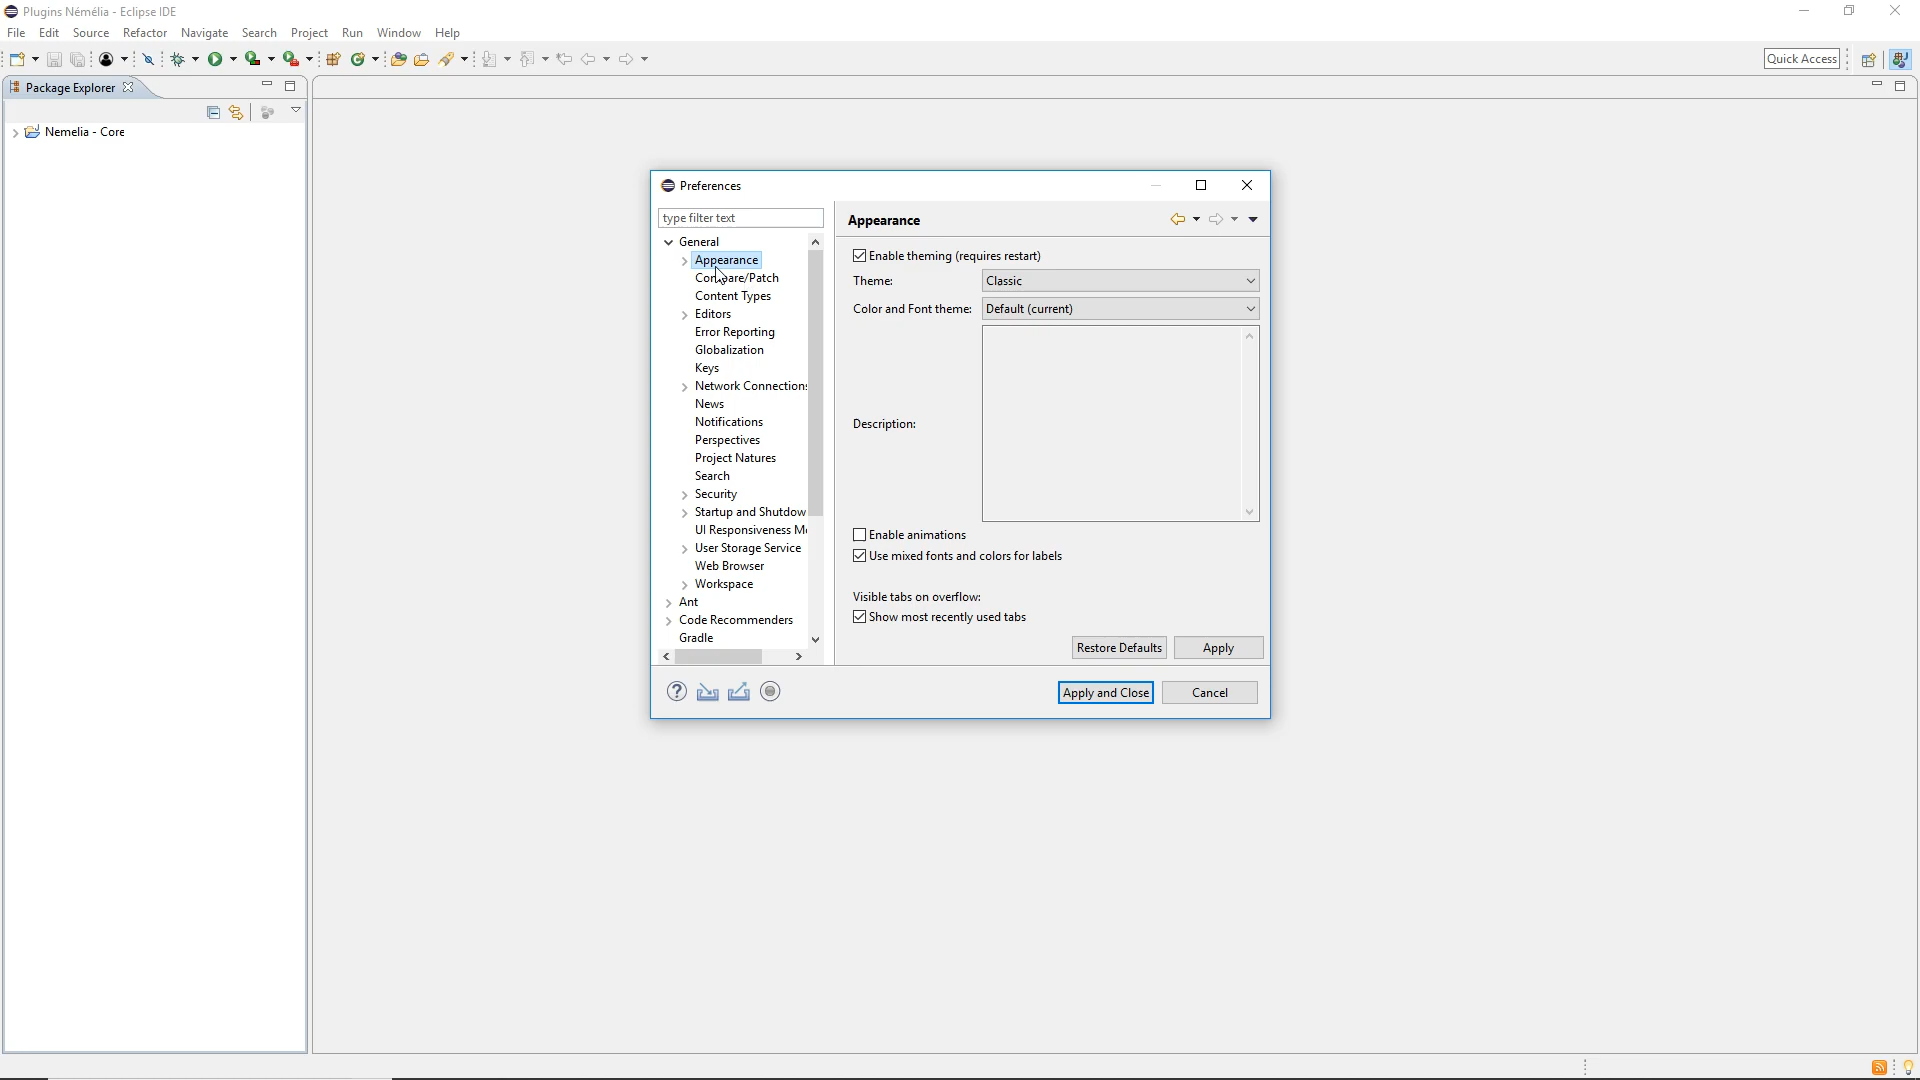 Plugins Némélia - Eclipse IDE
File Edit Source Refactor Navigate Search Project Run Window Help
Quick Access
Package Explorer
Nemelia - Core
Preferences
type filter text
General
Appearance
Compare/Patch
Content Types
Editors
Error Reporting
Globalization
Keys
Network Connections
News
Notifications
Perspectives
Project Natures
Search
Security
Startup and Shutdow
UI Responsiveness Mo
User Storage Service
Web Browser
Workspace
Ant
Code Recommenders
Gradle
Appearance
Enable theming (requires restart)
Theme: Classic
Color and Font theme: Default (current)
Description:
Enable animations
Use mixed fonts and colors for labels
Visible tabs on overflow:
Show most recently used tabs
Restore Defaults Apply
Apply and Close Cancel